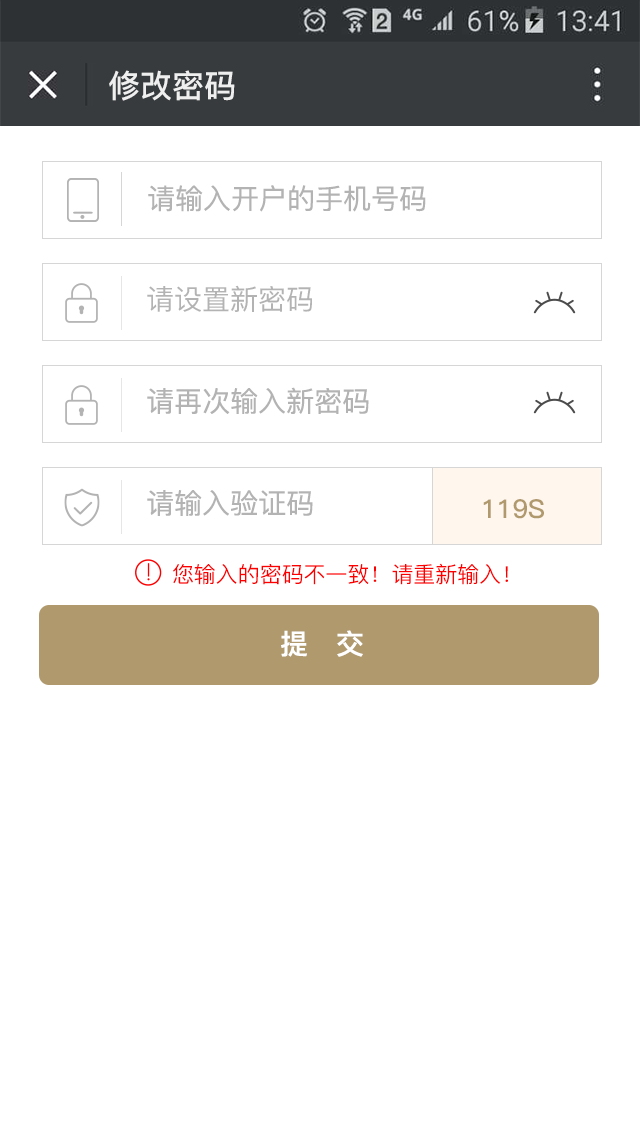 2 4G 61% 13:41
修改密码
请输入开户的手机号码
请设置新密码
请再次输入新密码
请输入验证码 119S
您输入的密码不一致！请重新输入！
提 交